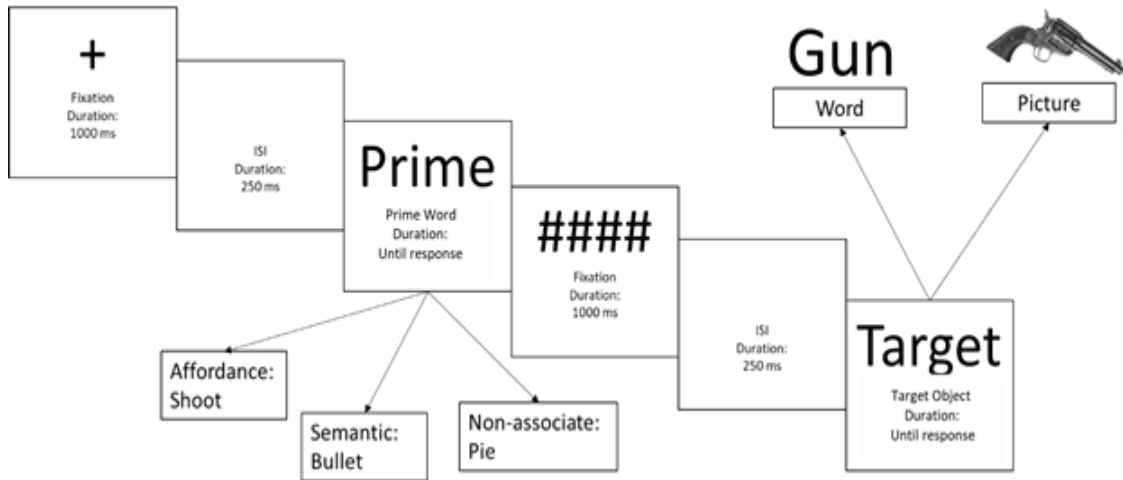 +
Fixation
Duration:
1000 ms
ISI
Duration:
250 ms
Prime
Prime Word
Duration:
Until response
Affordance:
Shoot
Semantic:
Bullet
Non-associate:
Pie
####
Fixation
Duration:
1000 ms
ISI
Duration:
250 ms
Target
Target Object
Duration:
Until response
Gun
Word
Picture